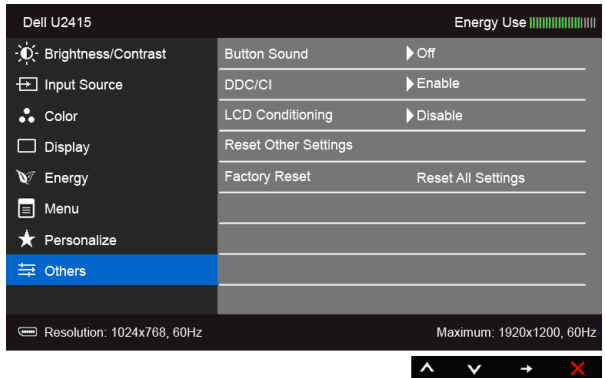 Dell U2415 Energy Use
Brightness/Contrast Button Sound Off
Input Source DDC/CI Enable
Color LCD Conditioning Disable
Display Reset Other Settings
Energy Factory Reset Reset All Settings
Menu
Personalize
Others
Resolution: 1024x768, 60Hz Maximum: 1920x1200, 60Hz